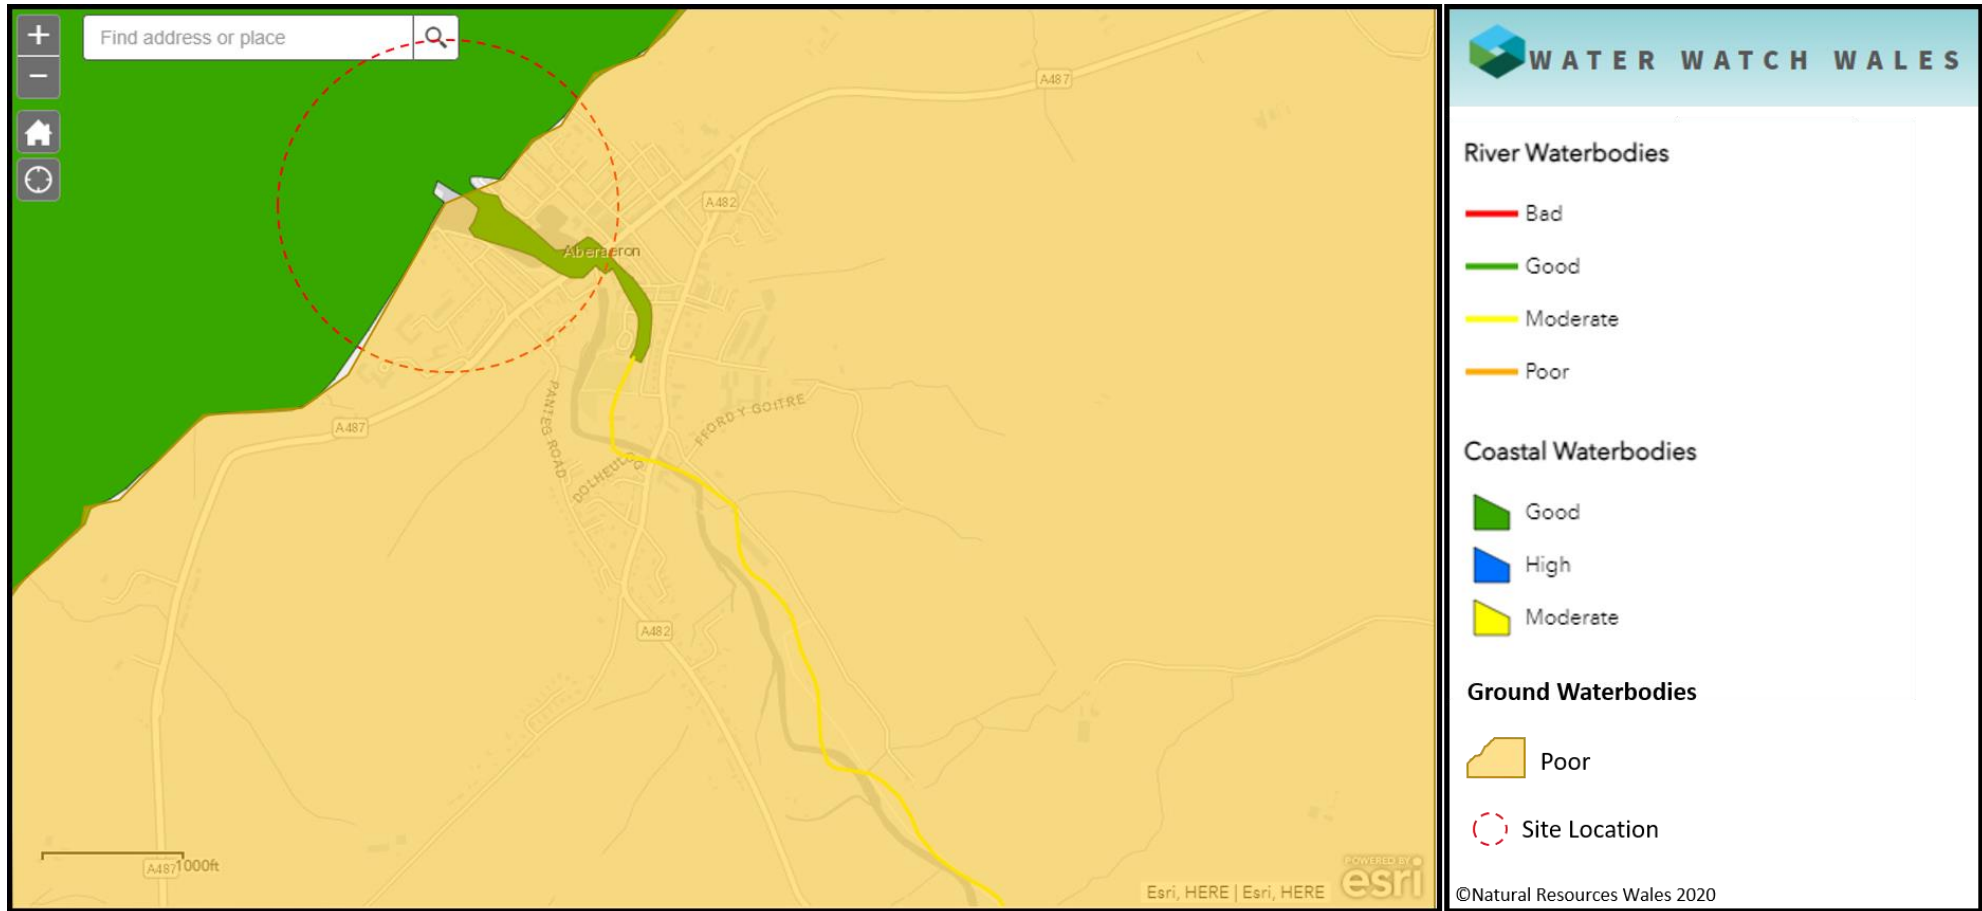 Find address or place
A487
A482
Aberaeron
A487
PANTEG ROAD
FFORD Y GOITRE
DOLHEULOG
A482
A487
1000ft
Esri, HERE | Esri, HERE
POWERED BY
esri
WATER WATCH WALES
River Waterbodies
Bad
Good
Moderate
Poor
Coastal Waterbodies
Good
High
Moderate
Ground Waterbodies
Poor
Site Location
©Natural Resources Wales 2020